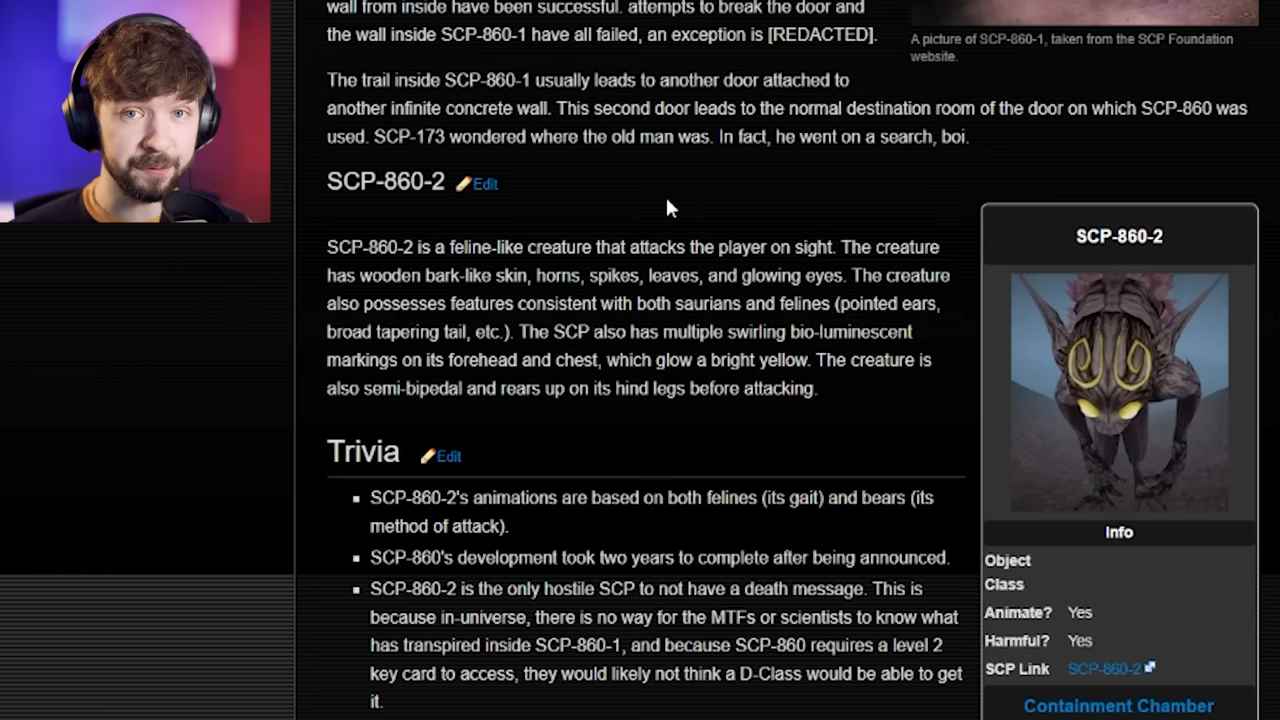 wall from inside have been successful. attempts to break the door and
the wall inside SCP-860-1 have all failed, an exception is [REDACTED].
A picture of SCP-860-1, taken from the SCP Foundation
website.
The trail inside SCP-860-1 usually leads to another door attached to
another infinite concrete wall. This second door leads to the normal destination room of the door on which SCP-860 was
used. SCP-173 wondered where the old man was. In fact, he went on a search, boi.
SCP-860-2 Edit
SCP-860-2 is a feline-like creature that attacks the player on sight. The creature
has wooden bark-like skin, horns, spikes, leaves, and glowing eyes. The creature
also possesses features consistent with both saurians and felines (pointed ears,
broad tapering tail, etc.). The SCP also has multiple swirling bio-luminescent
markings on its forehead and chest, which glow a bright yellow. The creature is
also semi-bipedal and rears up on its hind legs before attacking.
Trivia Edit
SCP-860-2's animations are based on both felines (its gait) and bears (its
method of attack).
SCP-860's development took two years to complete after being announced.
SCP-860-2 is the only hostile SCP to not have a death message. This is
because in-universe, there is no way for the MTFs or scientists to know what
has transpired inside SCP-860-1, and because SCP-860 requires a level 2
key card to access, they would likely not think a D-Class would be able to get
it.
SCP-860-2
Info
Object
Class
Animate? Yes
Harmful? Yes
SCP Link SCP-860-2
Containment Chamber